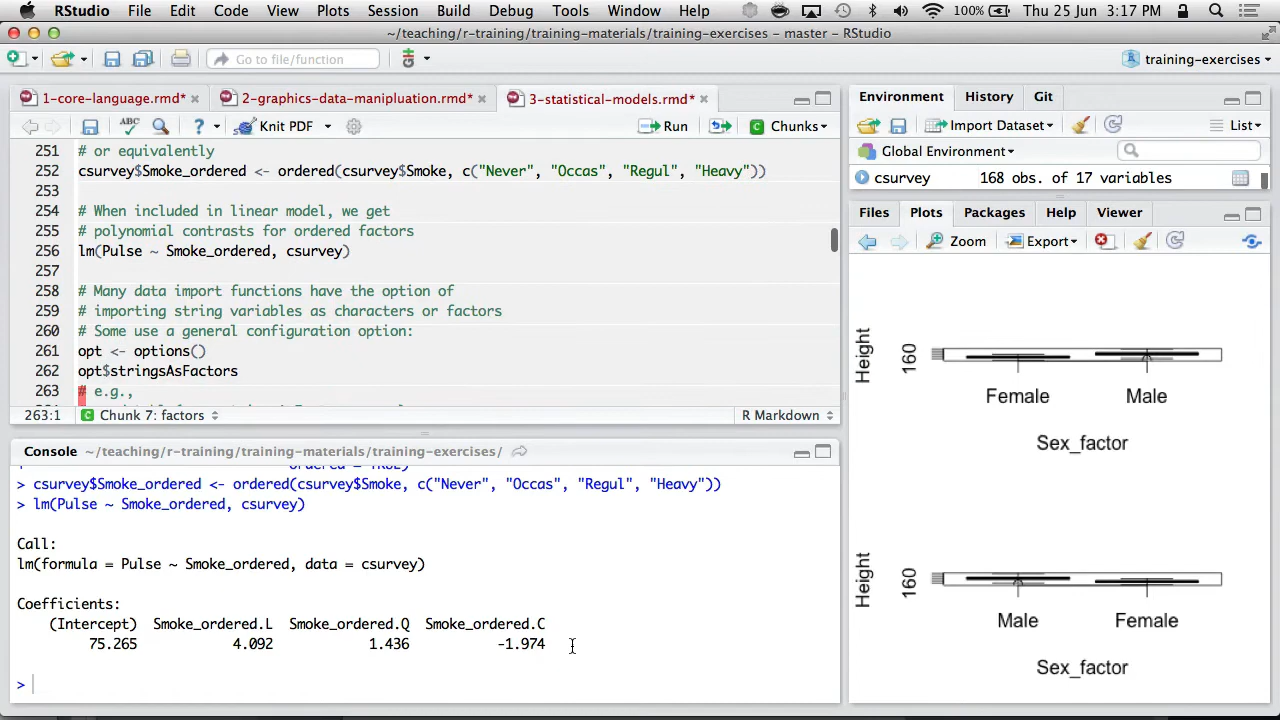 RStudio File Edit Code View Plots Session Build Debug Tools Window Help 100% Thu 25 Jun 3:17 PM
~/teaching/r-training/training-materials/training-exercises - master - RStudio
Go to file/function
training-exercises
1-core-language.rmd* 2-graphics-data-manipluation.rmd* 3-statistical-models.rmd*
ABC ? Knit PDF Run Chunks
251 # or equivalently
252 csurvey$Smoke_ordered <- ordered(csurvey$Smoke, c("Never", "Occas", "Regul", "Heavy"))
253
254 # When included in linear model, we get
255 # polynomial contrasts for ordered factors
256 lm(Pulse ~ Smoke_ordered, csurvey)
257
258 # Many data import functions have the option of
259 # importing string variables as characters or factors
260 # Some use a general configuration option:
261 opt <- options()
262 opt$stringsAsFactors
263 # e.g.,
263:1 Chunk 7: factors R Markdown
Console ~/teaching/r-training/training-materials/training-exercises/
> csurvey$Smoke_ordered <- ordered(csurvey$Smoke, c("Never", "Occas", "Regul", "Heavy"))
> lm(Pulse ~ Smoke_ordered, csurvey)
Call:
lm(formula = Pulse ~ Smoke_ordered, data = csurvey)
Coefficients:
(Intercept) Smoke_ordered.L Smoke_ordered.Q Smoke_ordered.C
75.265 4.092 1.436 -1.974
>
Environment History Git
Import Dataset List
Global Environment
csurvey 168 obs. of 17 variables
Files Plots Packages Help Viewer
Zoom Export
Height
160
Female Male
Sex_factor
Height
160
Male Female
Sex_factor